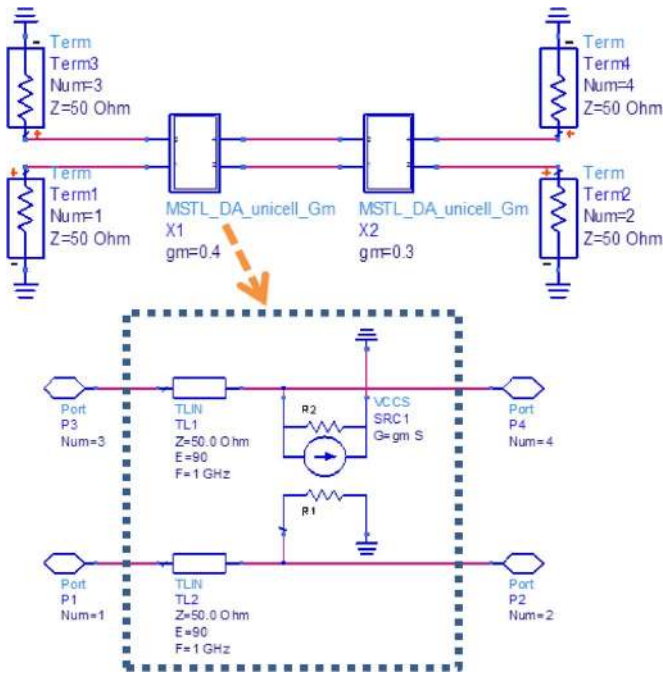 Term
Term3
Num=3
Z=50 Ohm
Term
Term4
Num=4
Z=50 Ohm
Term
Term1
Num=1
Z=50 Ohm
MSTL_DA_unicell_Gm
X1
gm=0.4
MSTL_DA_unicell_Gm
X2
gm=0.3
Term
Term2
Num=2
Z=50 Ohm
Port
P3
Num=3
TLIN
TL1
Z=50.0 Ohm
E=90
F=1 GHz
R2
VCCS
SRC1
G=gm S
Port
P4
Num=4
R1
Port
P1
Num=1
TLIN
TL2
Z=50.0 Ohm
E=90
F=1 GHz
Port
P2
Num=2